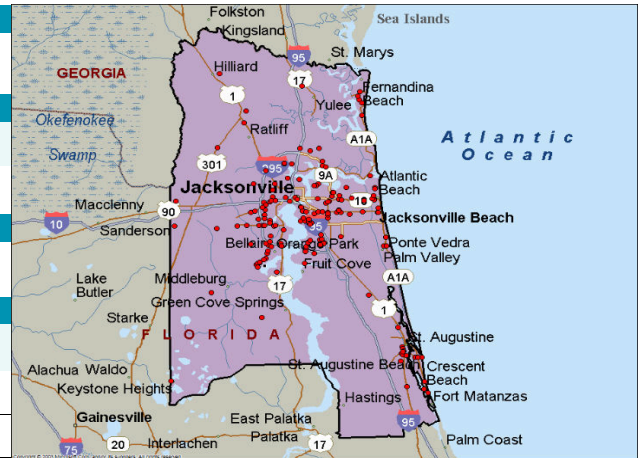 Folkston
Kingsland
Sea Islands
St. Marys
95
GEORGIA
Hilliard
17
1
Yulee
Fernandina
Beach
Okefenokee
Swamp
Ratliff
A1A
Atlantic
Ocean
301
295
9A
Atlantic
Beach
Jacksonville
10
Macclenny
90
Jacksonville Beach
10
Sanderson
95
Bellair
Orange Park
Ponte Vedra
Palm Valley
Fruit Cove
Lake
Butler
Middleburg
17
A1A
Green Cove Springs
1
Starke
FLORIDA
St. Augustine
Alachua
Waldo
St. Augustine Beach
Crescent
Beach
Keystone Heights
Hastings
Fort Matanzas
Gainesville
East Palatka
95
75
20
Interlachen
Palatka
17
Palm Coast